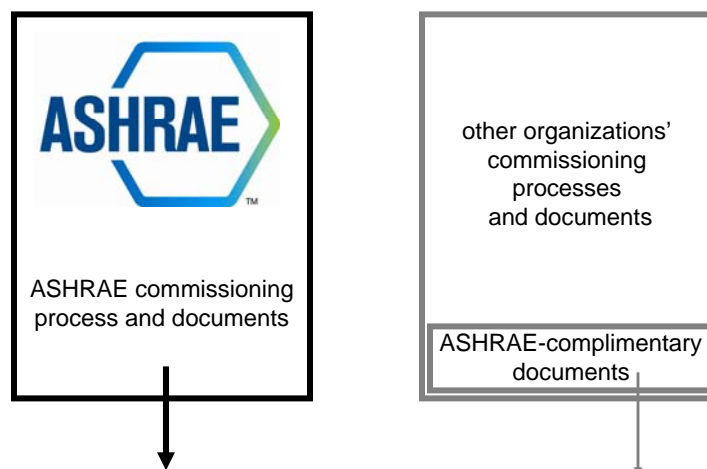 ASHRAE
TM
ASHRAE commissioning
process and documents
other organizations’
commissioning
processes
and documents
ASHRAE-complimentary
documents